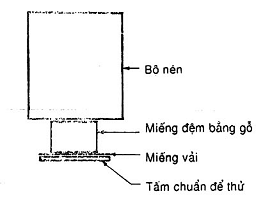 Bô nén
Miếng đệm bằng gỗ
Miếng vải
Tấm chuẩn để thử